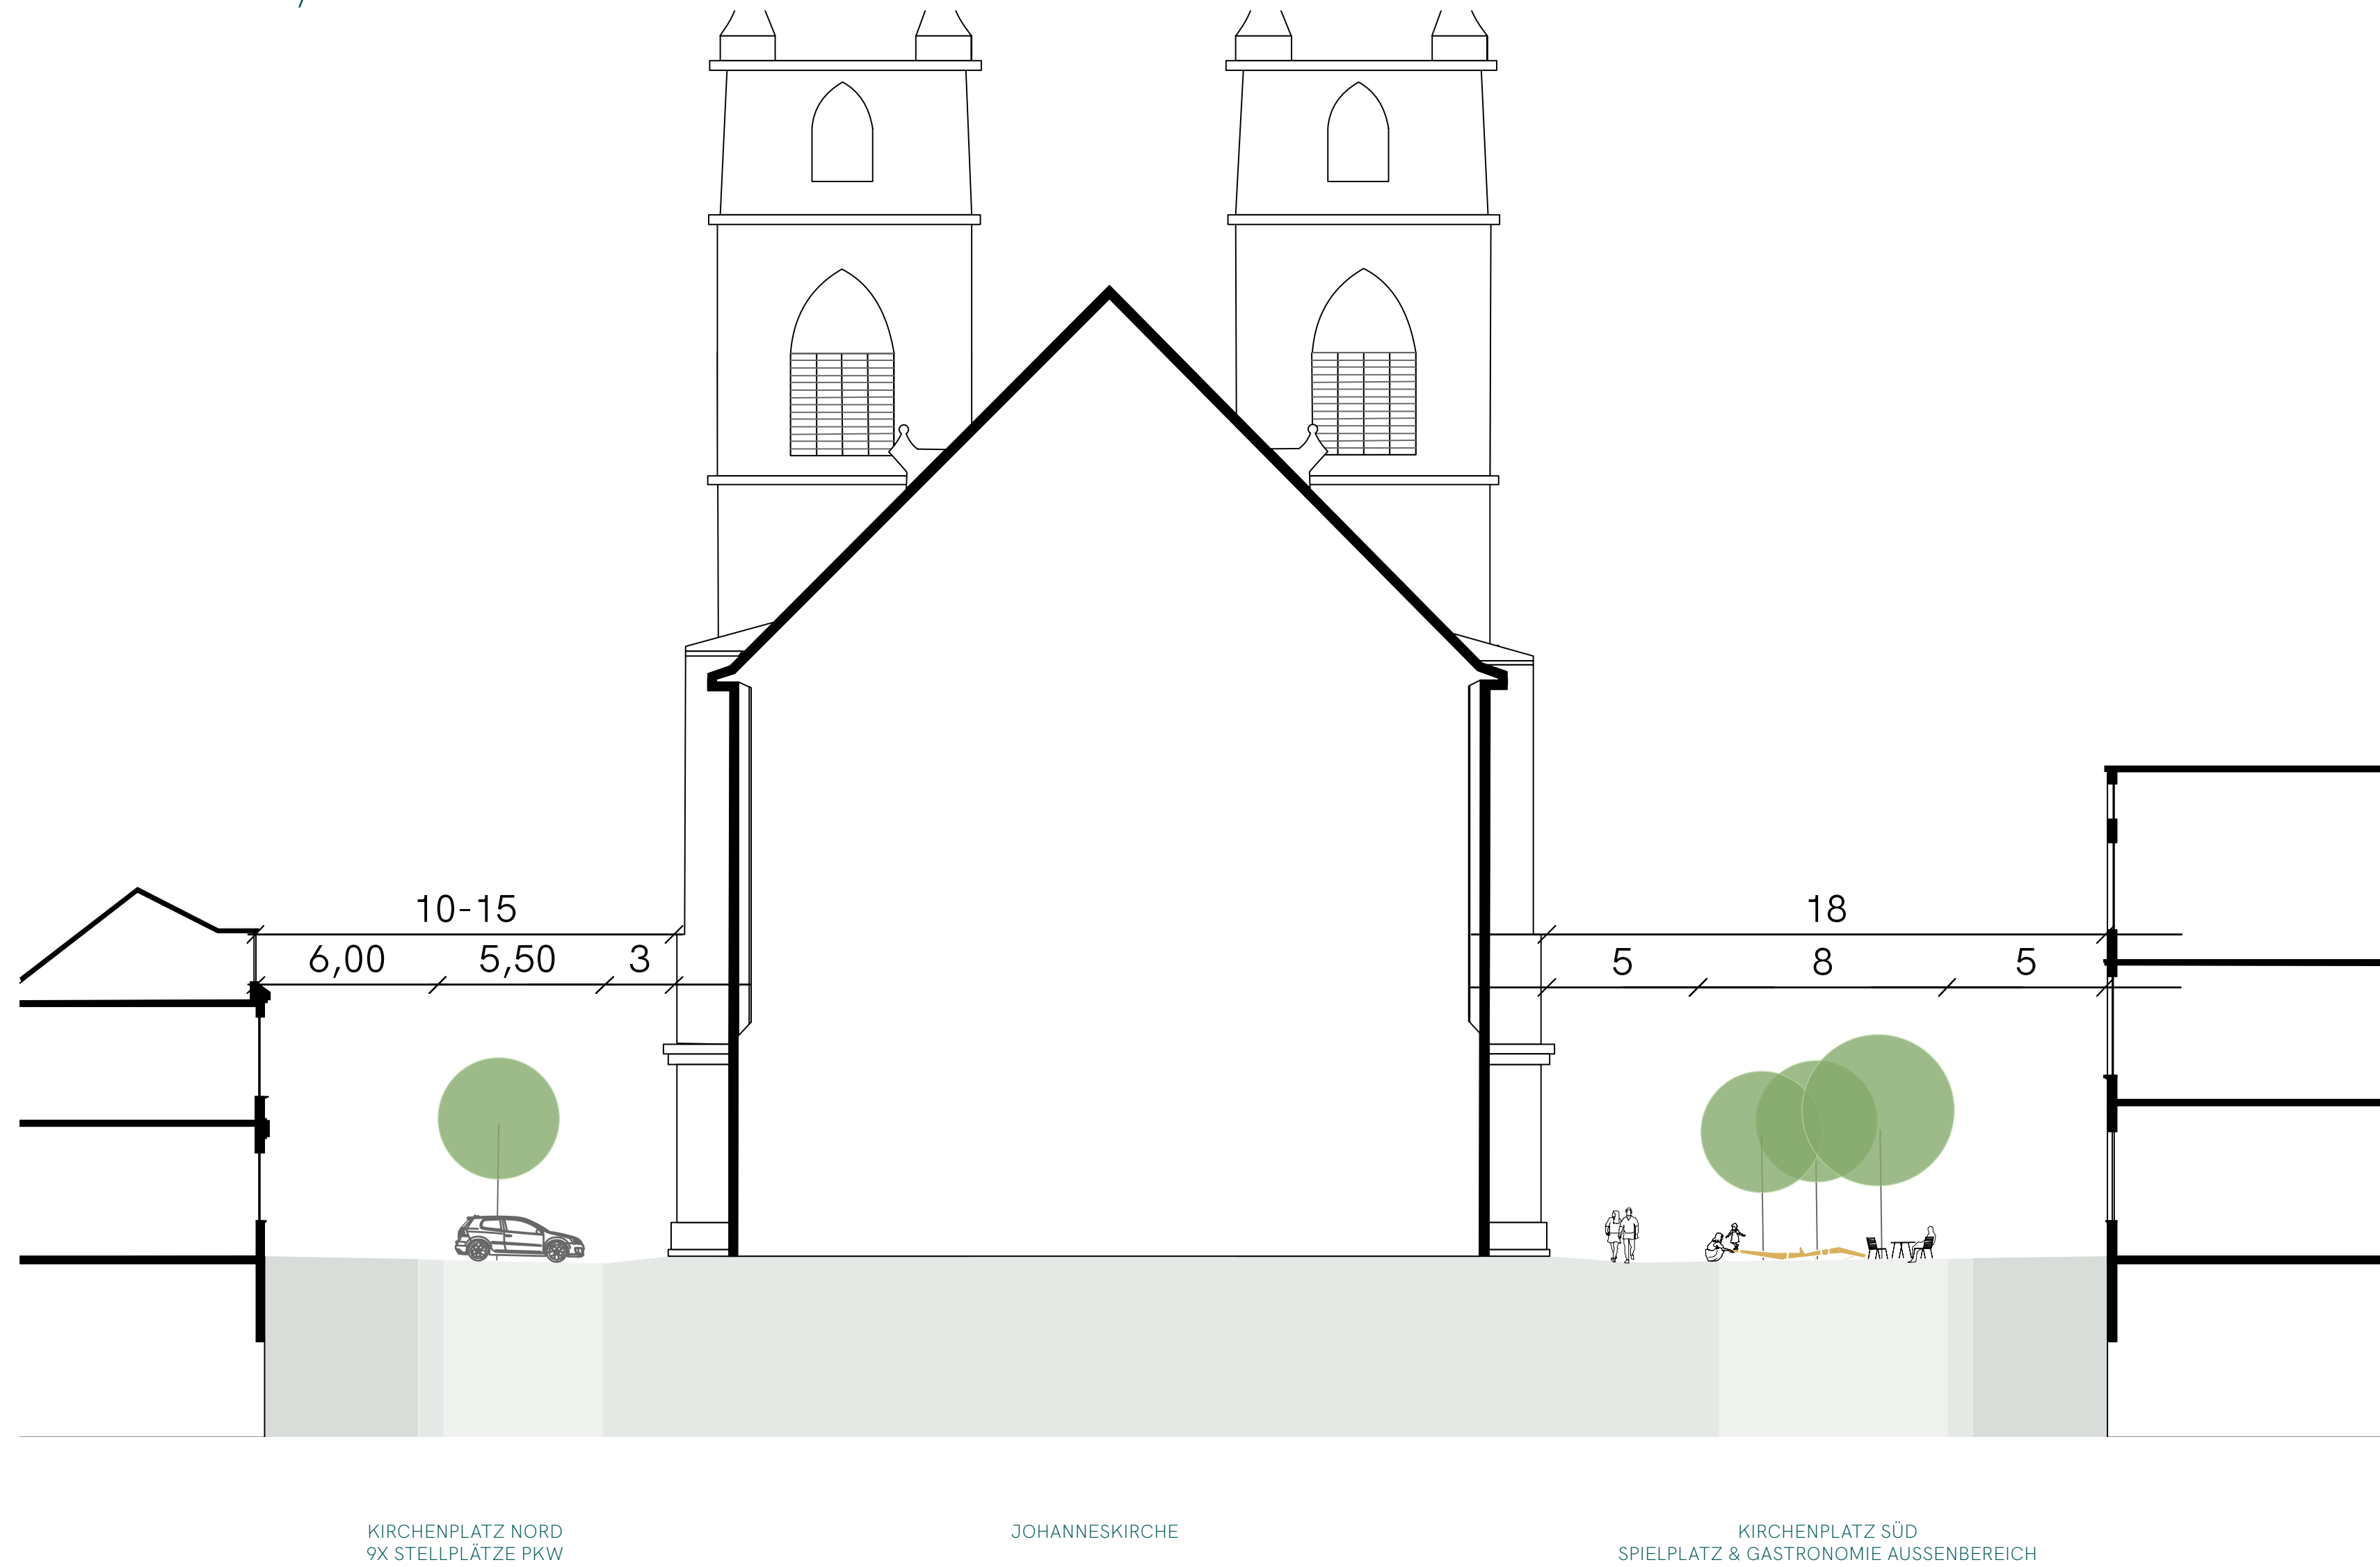 10-15
18
6,00 5,50 3
5 8 5
KIRCHENPLATZ NORD
9X STELLPLÄTZE PKW
JOHANNESKIRCHE
KIRCHENPLATZ SÜD
SPIELPLATZ & GASTRONOMIE AUSSENBEREICH